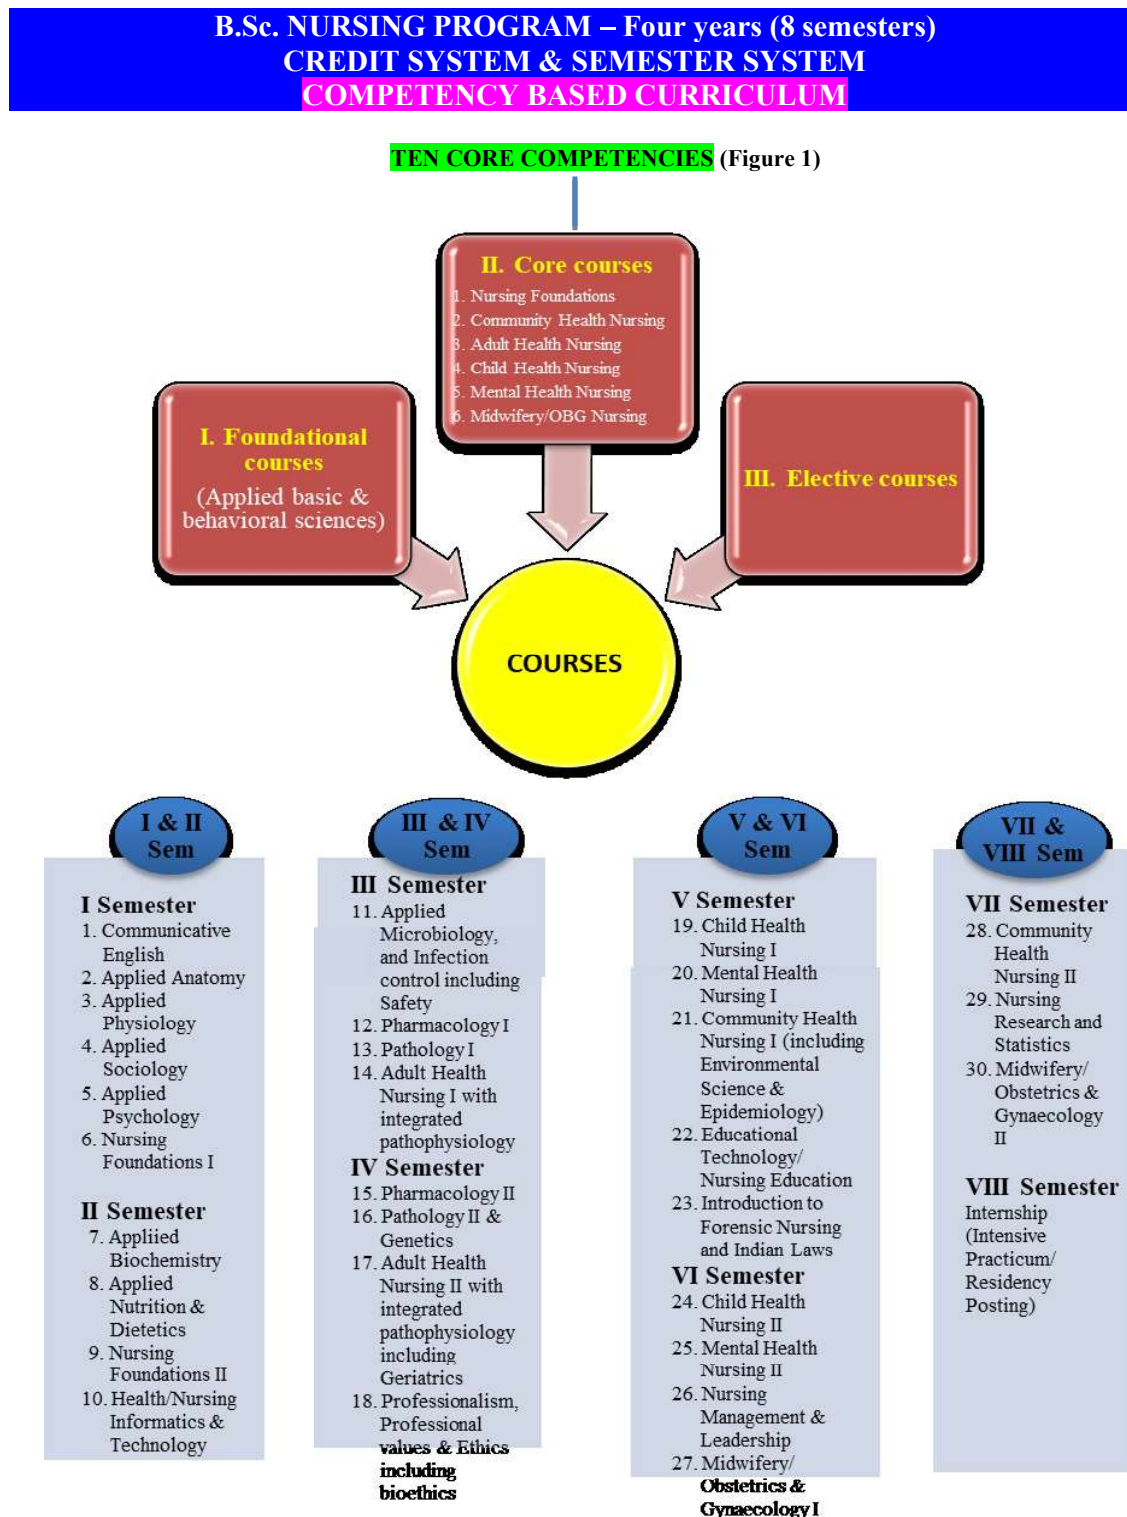 B.Sc. NURSING PROGRAM – Four years (8 semesters)
CREDIT SYSTEM & SEMESTER SYSTEM
COMPETENCY BASED CURRICULUM
TEN CORE COMPETENCIES (Figure 1)
II. Core courses
1. Nursing Foundations
2. Community Health Nursing
3. Adult Health Nursing
4. Child Health Nursing
5. Mental Health Nursing
6. Midwifery/OBG Nursing
I. Foundational
courses
(Applied basic &
behavioral sciences)
III. Elective courses
COURSES
I & II
Sem
I Semester
1. Communicative
English
2. Applied Anatomy
3. Applied
Physiology
4. Applied
Sociology
5. Applied
Psychology
6. Nursing
Foundations I
II Semester
7. Appliied
Biochemistry
8. Applied
Nutrition &
Dietetics
9. Nursing
Foundations II
10. Health/Nursing
Informatics &
Technology
III & IV
Sem
III Semester
11. Applied
Microbiology,
and Infection
control including
Safety
12. Pharmacology I
13. Pathology I
14. Adult Health
Nursing I with
integrated
pathophysiology
IV Semester
15. Pharmacology II
16. Pathology II &
Genetics
17. Adult Health
Nursing II with
integrated
pathophysiology
including
Geriatrics
18. Professionalism,
Professional
values & Ethics
including
bioethics
V & VI
Sem
V Semester
19. Child Health
Nursing I
20. Mental Health
Nursing I
21. Community Health
Nursing I (including
Environmental
Science &
Epidemiology)
22. Educational
Technology/
Nursing Education
23. Introduction to
Forensic Nursing
and Indian Laws
VI Semester
24. Child Health
Nursing II
25. Mental Health
Nursing II
26. Nursing
Management &
Leadership
27. Midwifery/
Obstetrics &
Gynaecology I
VII &
VIII Sem
VII Semester
28. Community
Health
Nursing II
29. Nursing
Research and
Statistics
30. Midwifery/
Obstetrics &
Gynaecology
II
VIII Semester
Internship
(Intensive
Practicum/
Residency
Posting)